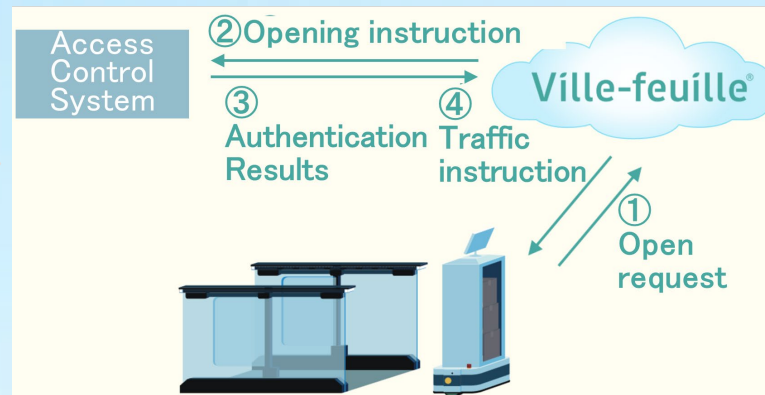 Access
Control
System
②Opening instruction
Ville-feuille®
③
Authentication
Results
④
Traffic
instruction
①
Open
request